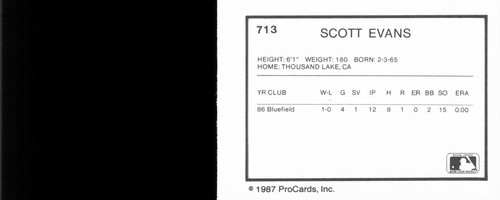 713
SCOTT EVANS
HEIGHT: 6'1" WEIGHT: 180 BORN: 2-3-65
HOME: THOUSAND LAKE, CA
YR CLUB W-L G SV IP H R ER BB SO ERA
86 Bluefield 1-0 4 1 12 8 1 0 2 15 0.00
© 1987 ProCards, Inc.